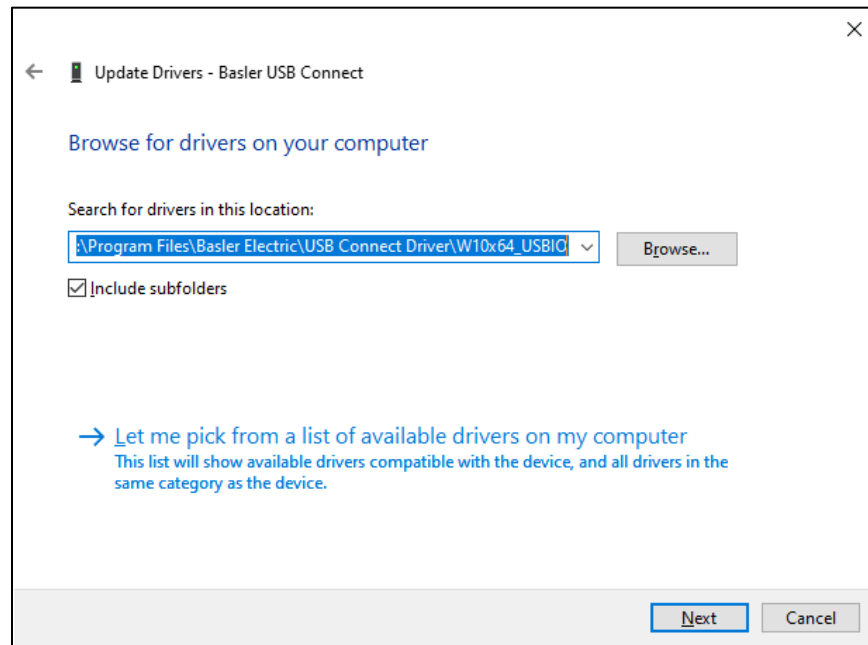 Update Drivers - Basler USB Connect
Browse for drivers on your computer
Search for drivers in this location:
:\Program Files\Basler Electric\USB Connect Driver\W10x64_USBIO
Browse...
Include subfolders
Let me pick from a list of available drivers on my computer
This list will show available drivers compatible with the device, and all drivers in the
same category as the device.
Next
Cancel